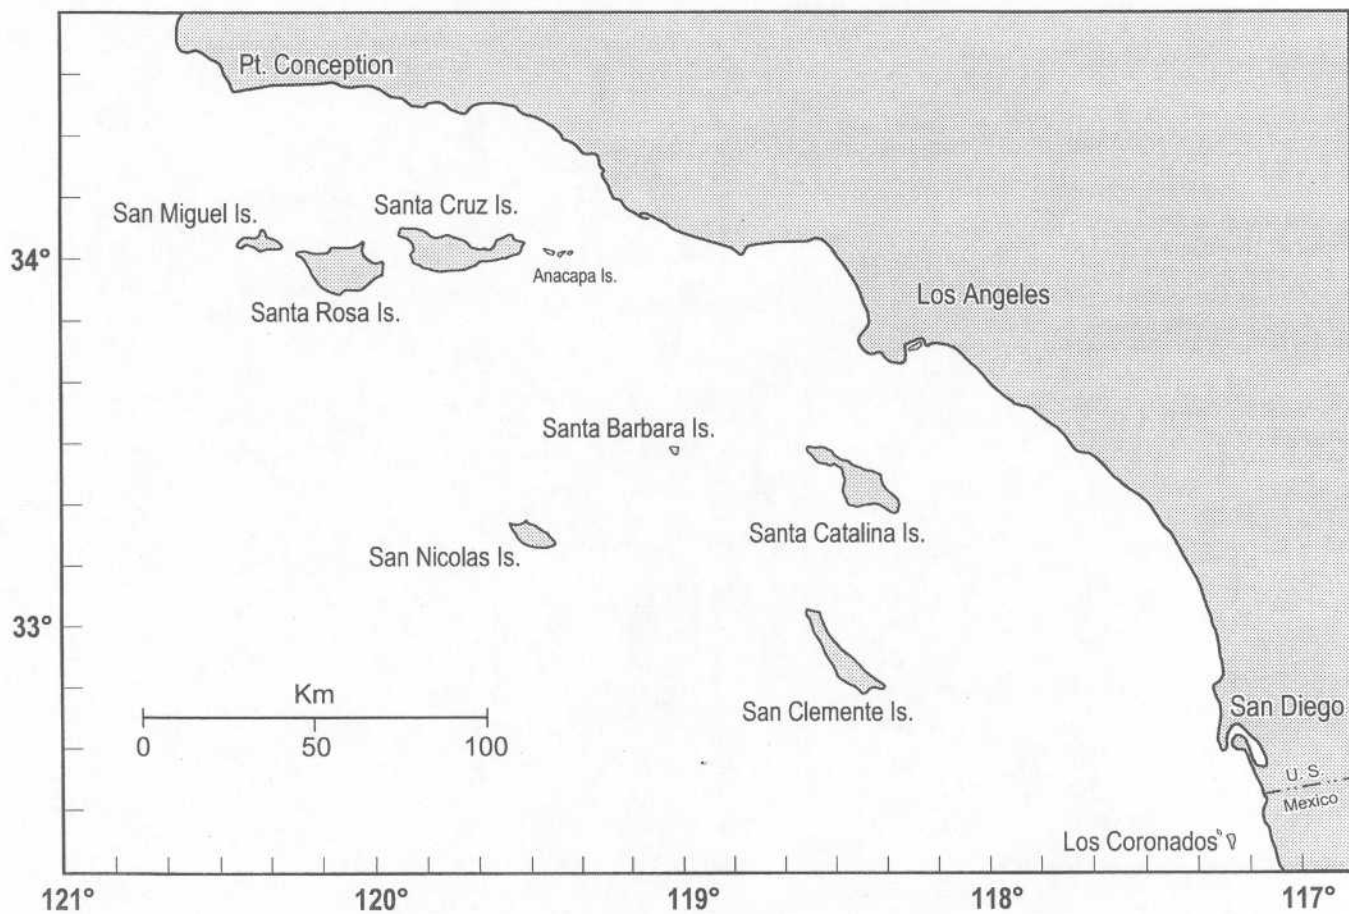 Pt. Conception
San Miguel Is.
Santa Cruz Is.
34°
Anacapa Is.
Santa Rosa Is.
Los Angeles
Santa Barbara Is.
Santa Catalina Is.
San Nicolas Is.
33°
Km
0 50 100
San Clemente Is.
San Diego
U. S
Mexico
Los Coronados
121° 120° 119° 118° 117°